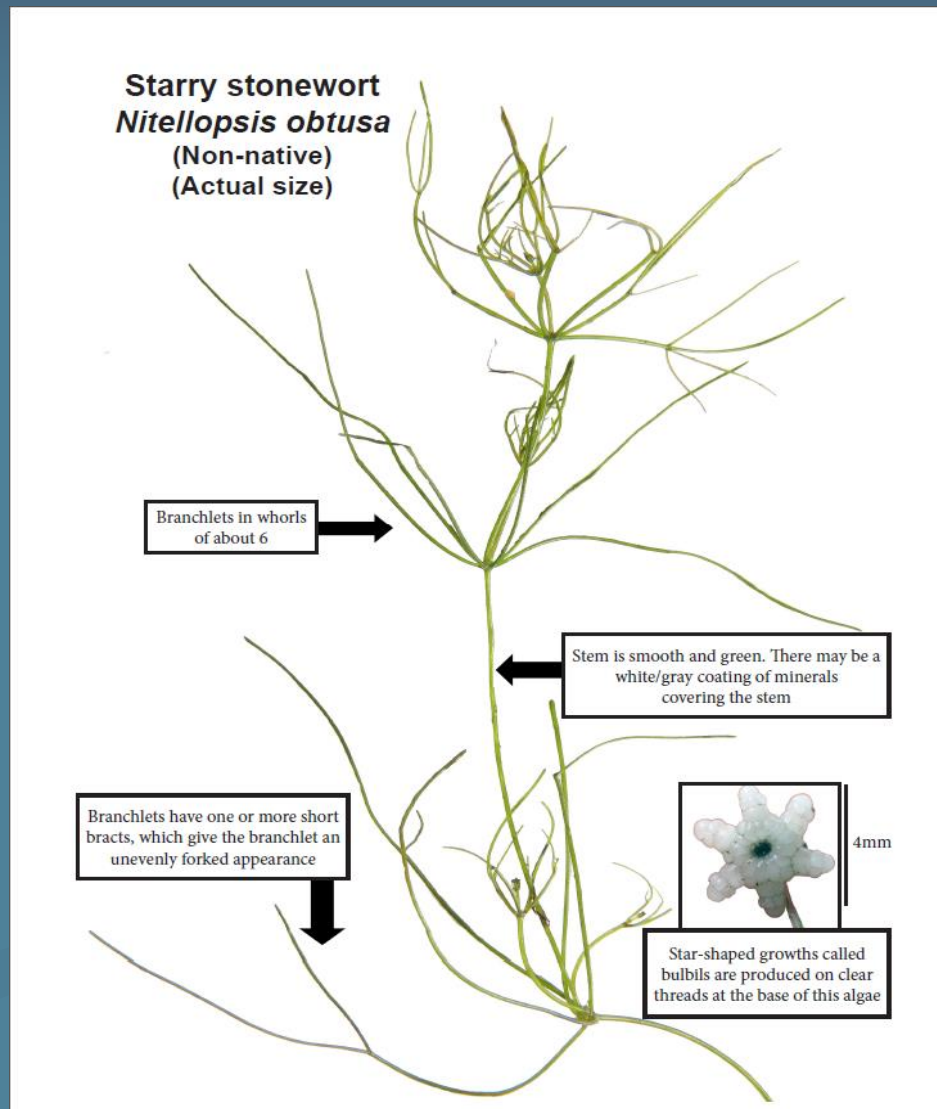 Starry stonewort
Nitellopsis obtusa
(Non-native)
(Actual size)
Branchlets in whorls
of about 6
Stem is smooth and green. There may be a
white/gray coating of minerals
covering the stem
Branchlets have one or more short
bracts, which give the branchlet an
unevenly forked appearance
4mm
Star-shaped growths called
bulbils are produced on clear
threads at the base of this algae